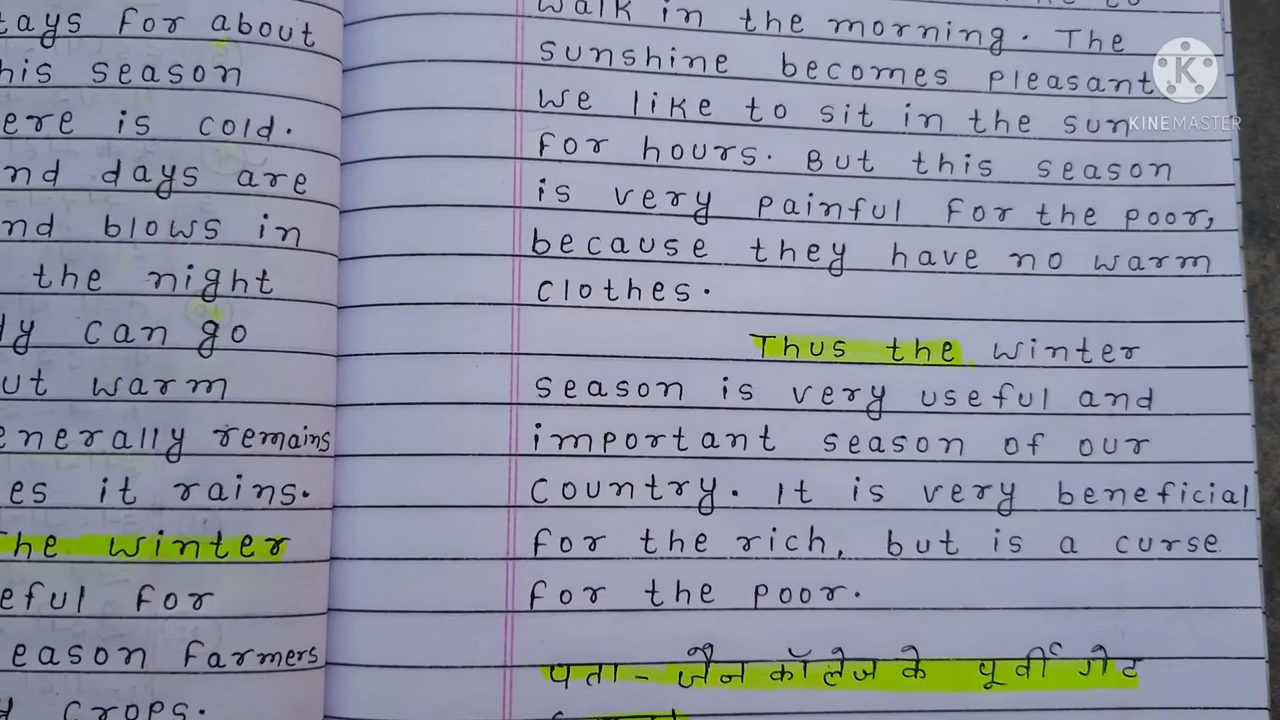 tays for about
his season
ere is cold.
nd days are
nd blows in
the night
ly can go
ut warm
enerally remains
es it rains.
he winter
eful for
eason farmers
crops.
walk in the morning. The
sunshine becomes pleasant.
We like to sit in the sun
for hours. But this season
is very painful for the poor,
because they have no warm
clothes.
Thus the winter
season is very useful and
important season of our
country. It is very beneficial
for the rich, but is a curse
for the poor.
पता - जैन कॉलेज के पूर्वी गेट
K
KINEMASTER